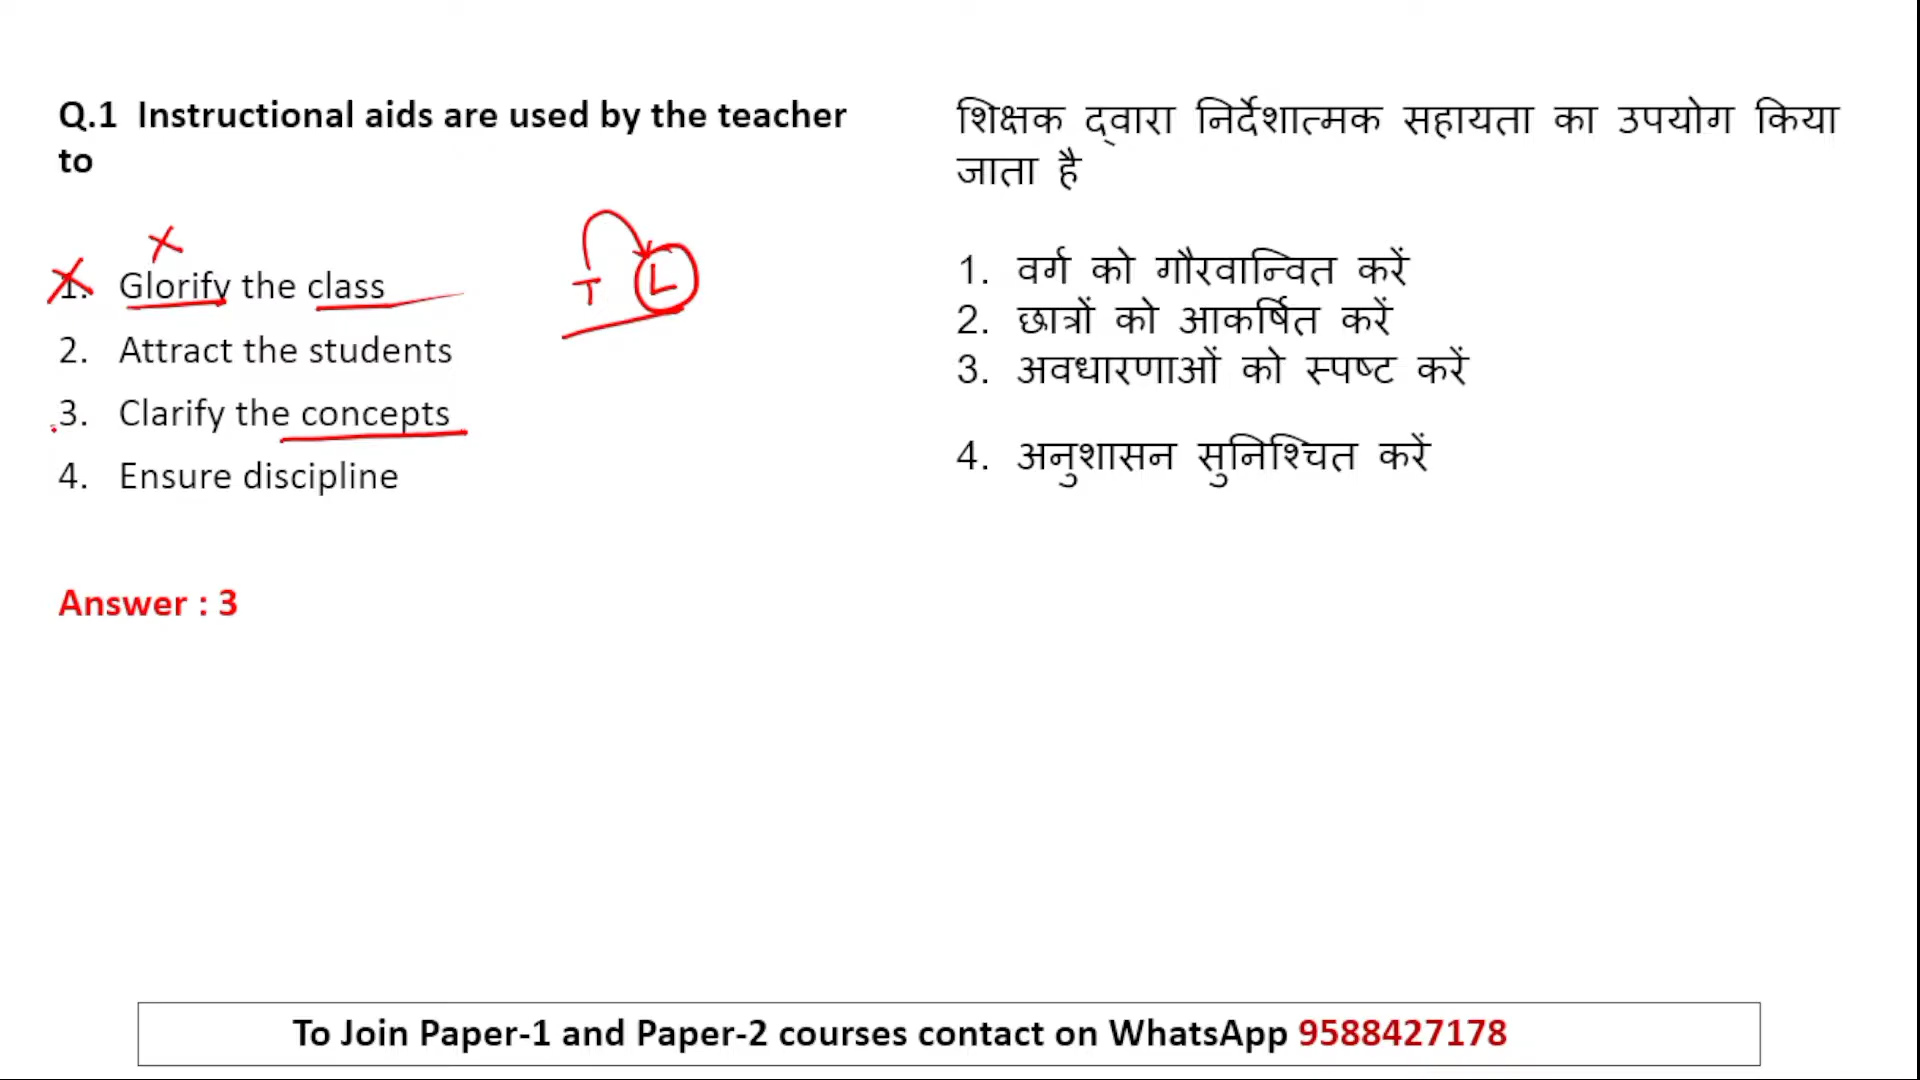 Q.1 Instructional aids are used by the teacher
to
X
1. Glorify the class
2. Attract the students
3. Clarify the concepts
4. Ensure discipline
T L
Answer : 3
शिक्षक द्वारा निर्देशात्मक सहायता का उपयोग किया
जाता है
1. वर्ग को गौरवान्वित करें
2. छात्रों को आकर्षित करें
3. अवधारणाओं को स्पष्ट करें
4. अनुशासन सुनिश्चित करें
To Join Paper-1 and Paper-2 courses contact on WhatsApp 9588427178